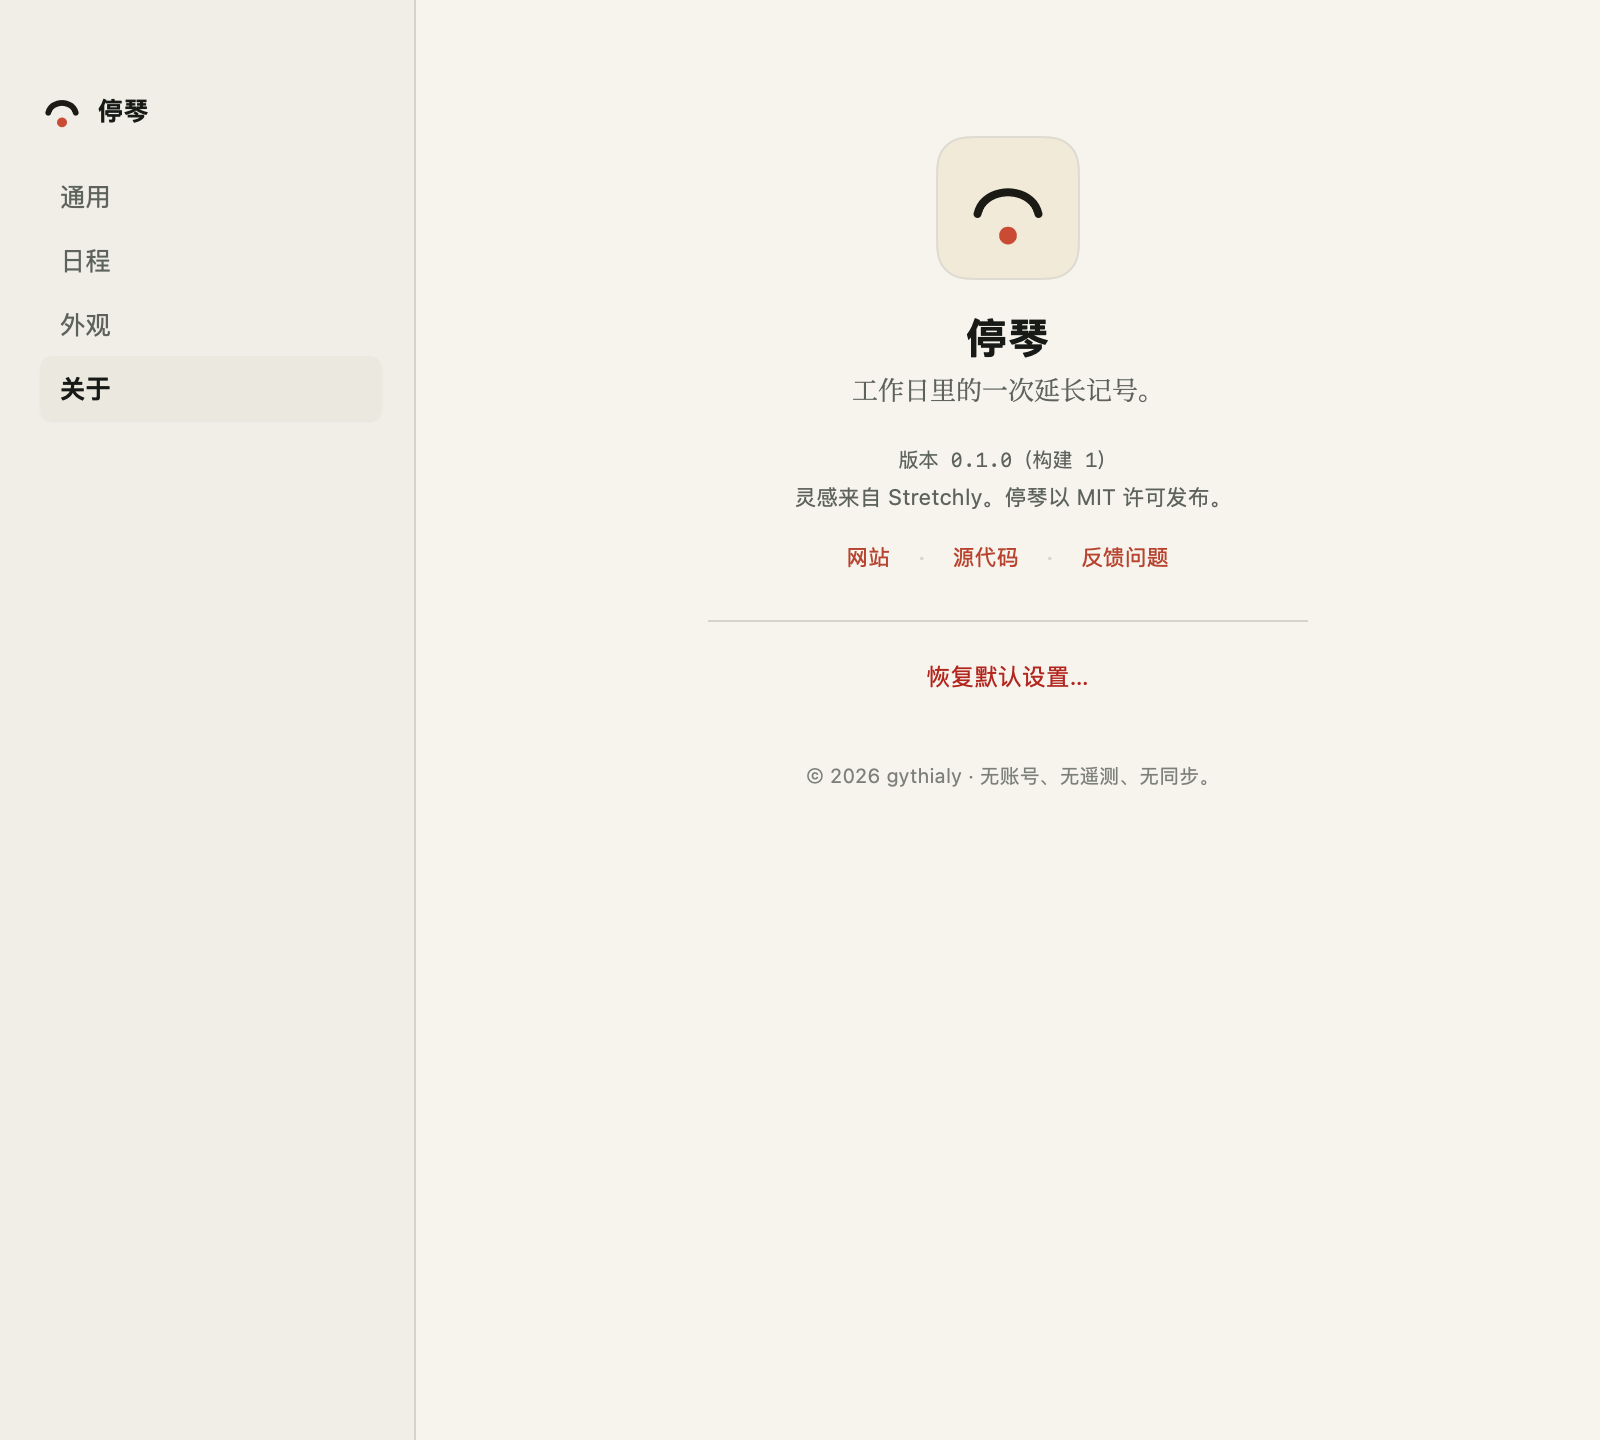 停琴
通用
日程
外观
关于
停琴
工作日里的一次延长记号。
版本 0.1.0 (构建 1)
灵感来自 Stretchly。停琴以 MIT 许可发布。
网站 · 源代码 · 反馈问题
恢复默认设置...
© 2026 gythialy · 无账号、无遥测、无同步。